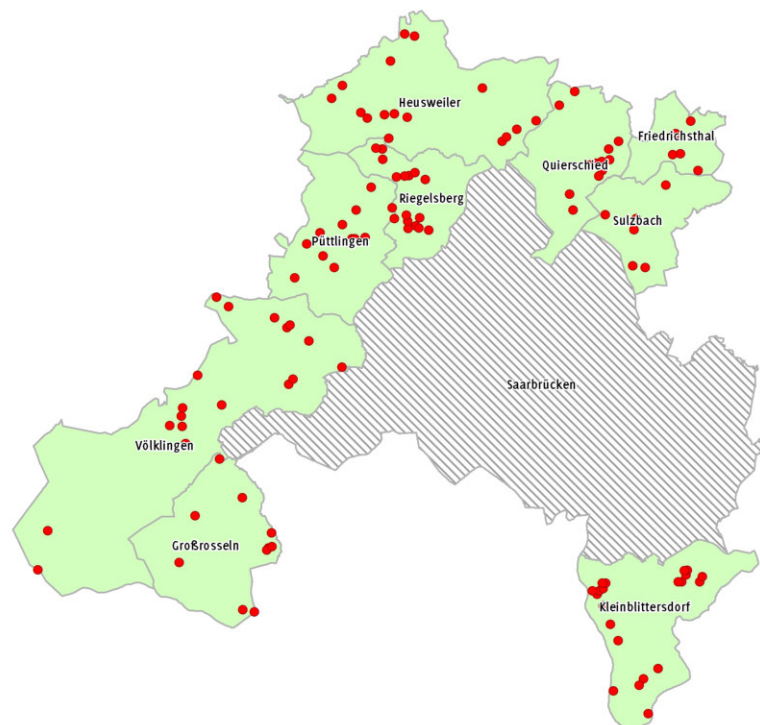 Heusweiler
Friedrichsthal
Quierschied
Riegelsberg
Sulzbach
Püttlingen
Saarbrücken
Völklingen
Großrosseln
Kleinblittersdorf